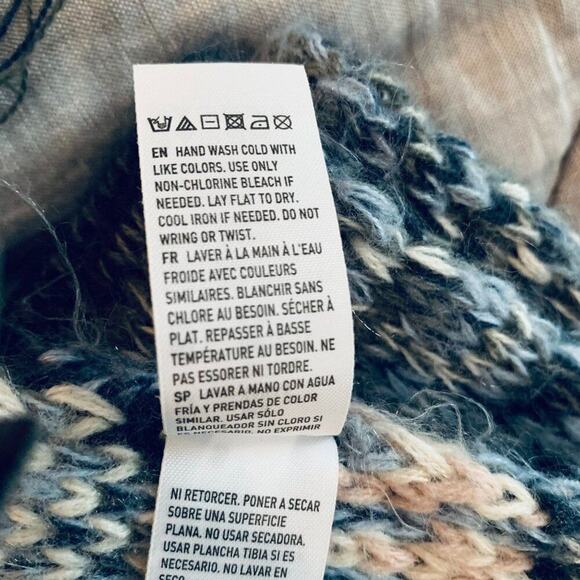 EN HAND WASH COLD WITH
LIKE COLORS. USE ONLY
NON-CHLORINE BLEACH IF
NEEDED. LAY FLAT TO DRY.
COOL IRON IF NEEDED. DO NOT
WRING OR TWIST.
FR LAVER À LA MAIN À L'EAU
FROIDE AVEC COULEURS
SIMILAIRES. BLANCHIR SANS
CHLORE AU BESOIN. SÉCHER À
PLAT. REPASSER À BASSE
TEMPÉRATURE AU BESOIN. NE
PAS ESSORER NI TORDRE.
SP LAVAR A MANO CON AGUA
FRÍA Y PRENDAS DE COLOR
SIMILAR. USAR SÓLO
BLANQUEADOR SIN CLORO SI
ES NECESARIO. NO EXPRIMIR
NI RETORCER. PONER A SECAR
SOBRE UNA SUPERFICIE
PLANA. NO USAR SECADORA.
USAR PLANCHA TIBIA SI ES
NECESARIO. NO LAVAR EN
SECO